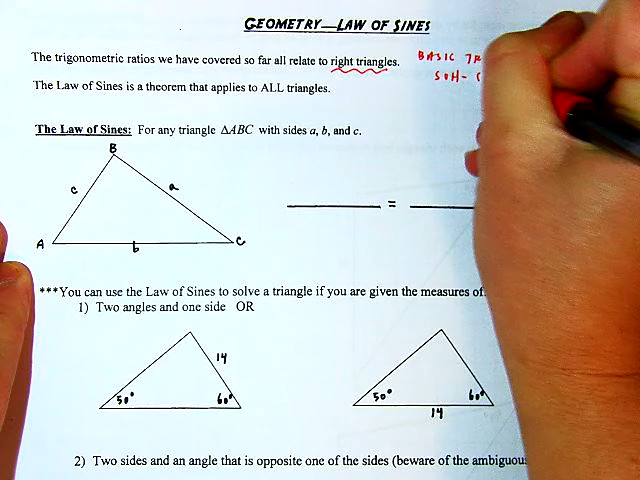 GEOMETRY—LAW OF SINES
The trigonometric ratios we have covered so far all relate to right triangles. BASIC
The Law of Sines is a theorem that applies to ALL triangles. SOH-
The Law of Sines: For any triangle ΔABC with sides a, b, and c.
B
c a
=
A b C
***You can use the Law of Sines to solve a triangle if you are given the measures of
1) Two angles and one side OR
14
50° 60° 50° 60°
14
2) Two sides and an angle that is opposite one of the sides (beware of the